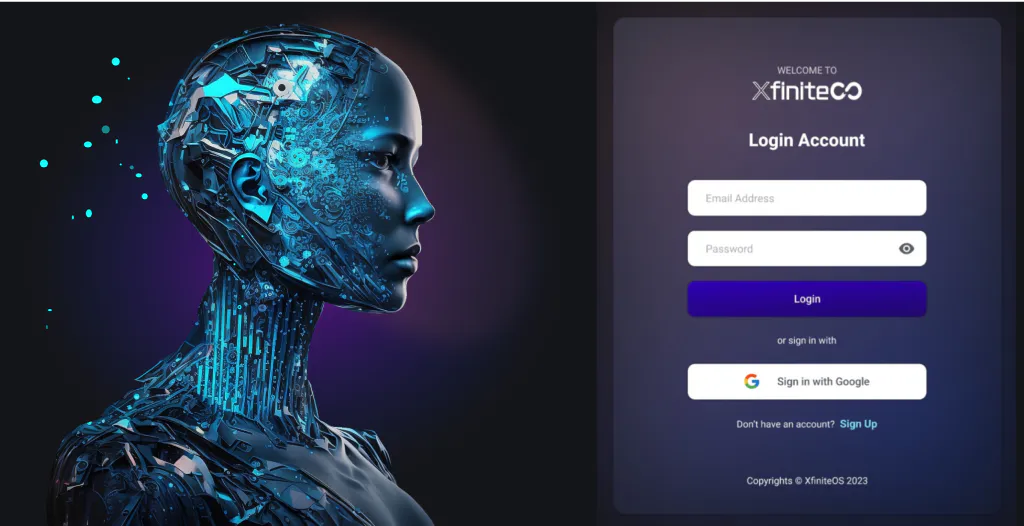 WELCOME TO
XfiniteOS
Login Account
Email Address
Password
Login
or sign in with
Sign in with Google
Don't have an account? Sign Up
Copyrights © XfiniteOS 2023